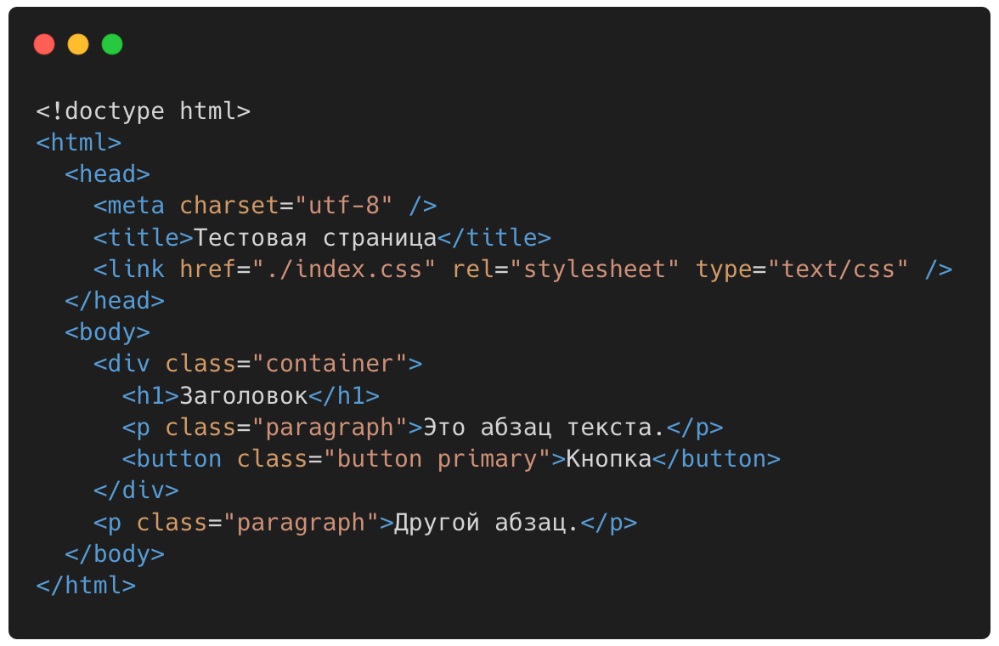 <!doctype html>
<html>
  <head>
    <meta charset="utf-8" />
    <title>Тестовая страница</title>
    <link href="./index.css" rel="stylesheet" type="text/css" />
  </head>
  <body>
    <div class="container">
      <h1>Заголовок</h1>
      <p class="paragraph">Это абзац текста.</p>
      <button class="button primary">Кнопка</button>
    </div>
    <p class="paragraph">Другой абзац.</p>
  </body>
</html>